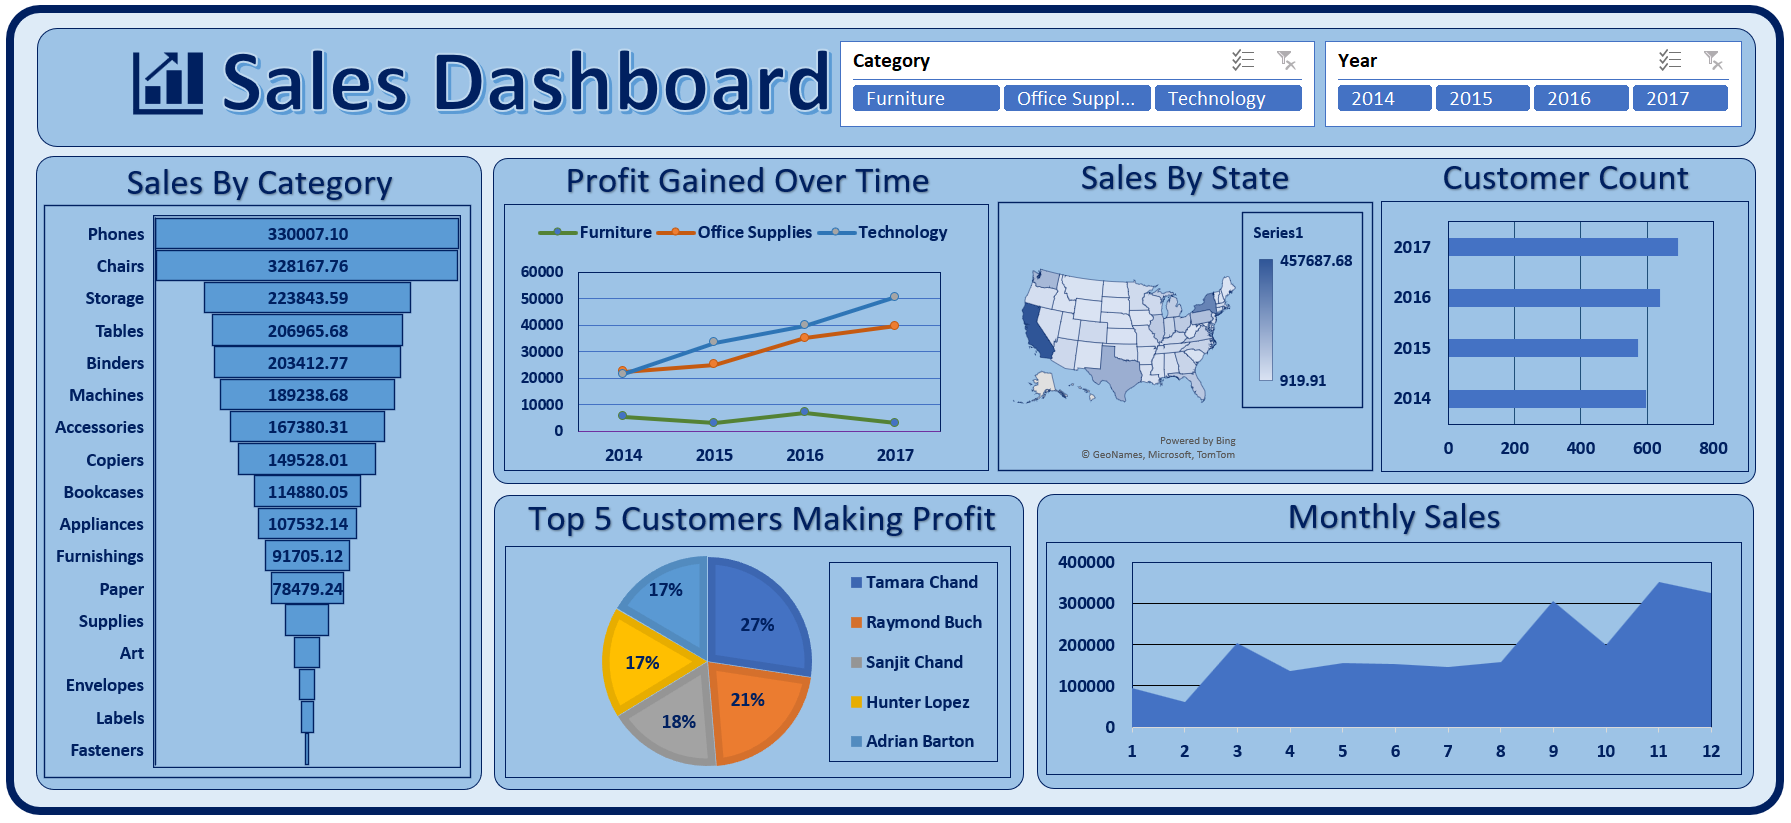 Sales Dashboard
Category
Furniture
Office Suppl...
Technology
Year
2014
2015
2016
2017
Sales By Category
Phones 330007.10
Chairs 328167.76
Storage 223843.59
Tables 206965.68
Binders 203412.77
Machines 189238.68
Accessories 167380.31
Copiers 149528.01
Bookcases 114880.05
Appliances 107532.14
Furnishings 91705.12
Paper 78479.24
Supplies
Art
Envelopes
Labels
Fasteners
Profit Gained Over Time
Furniture Office Supplies Technology
60000
50000
40000
30000
20000
10000
0
2014 2015 2016 2017
Sales By State
Series1
457687.68
919.91
Powered by Bing
© GeoNames, Microsoft, TomTom
Customer Count
2017
2016
2015
2014
0 200 400 600 800
Top 5 Customers Making Profit
17%
27%
17%
21%
18%
Tamara Chand
Raymond Buch
Sanjit Chand
Hunter Lopez
Adrian Barton
Monthly Sales
400000
300000
200000
100000
0
1 2 3 4 5 6 7 8 9 10 11 12